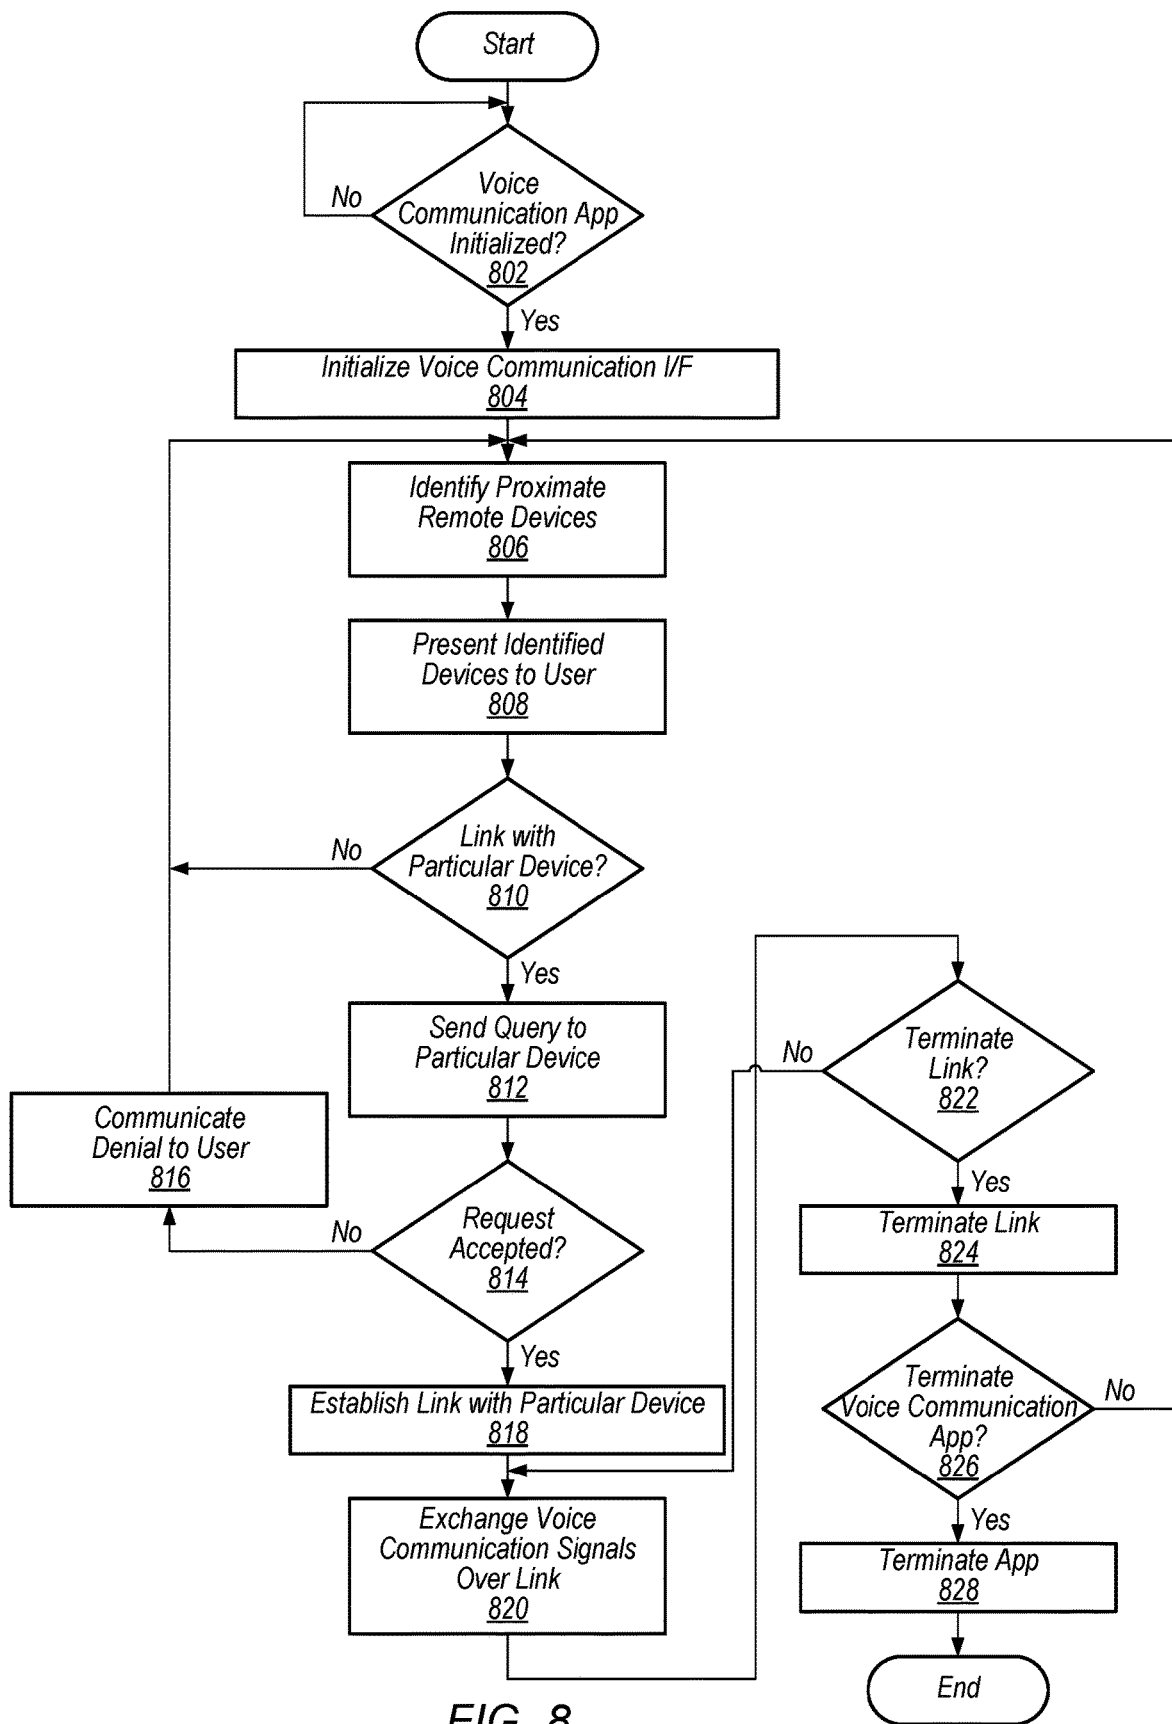 Start
Voice
Communication App
Initialized?
802
No
Yes
Initialize Voice Communication I/F
804
Identify Proximate
Remote Devices
806
Present Identified
Devices to User
808
Link with
Particular Device?
810
No
Yes
Send Query to
Particular Device
812
Communicate
Denial to User
816
Request
Accepted?
814
No
Yes
Establish Link with Particular Device
818
Exchange Voice
Communication Signals
Over Link
820
Terminate
Link?
822
No
Yes
Terminate Link
824
Terminate
Voice Communication
App?
826
No
Yes
Terminate App
828
End
FIG. 8